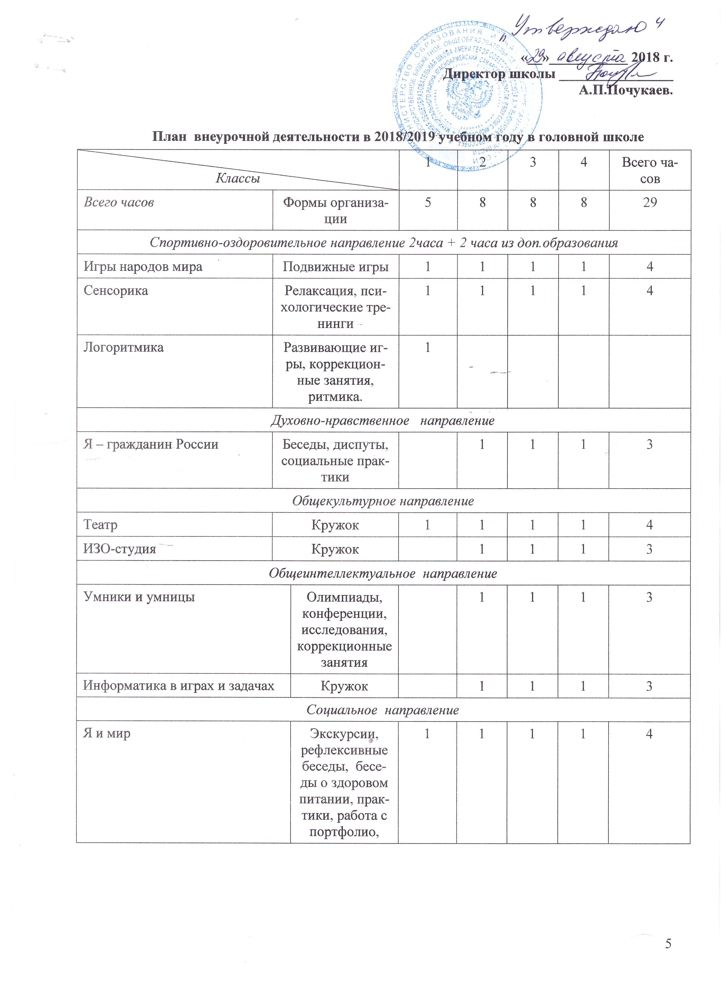 "Утверждаю"
«29» августа 2018 г.
Директор школы
А.П.Почукаев.
План внеурочной деятельности в 2018/2019 учебном году в головной школе
Классы 1 2 3 4 Всего ча-
сов
Всего часов Формы организа- 5 8 8 8 29
ции
Спортивно-оздоровительное направление 2часа + 2 часа из доп.образования
Игры народов мира Подвижные игры 1 1 1 1 4
Сенсорика Релаксация, пси- 1 1 1 1 4
хологические тре-
нинги
Логоритмика Развивающие иг- 1
ры, коррекцион-
ные занятия,
ритмика.
Духовно-нравственное направление
Я – гражданин России Беседы, диспуты, 1 1 1 3
социальные прак-
тики
Общекультурное направление
Театр Кружок 1 1 1 1 4
ИЗО-студия Кружок 1 1 1 3
Общеинтеллектуальное направление
Умники и умницы Олимпиады, 1 1 1 3
конференции,
исследования,
коррекционные
занятия
Информатика в играх и задачах Кружок 1 1 1 3
Социальное направление
Я и мир Экскурсии, 1 1 1 1 4
рефлексивные
беседы, бесе-
ды о здоровом
питании, прак-
тики, работа с
портфолио,
5